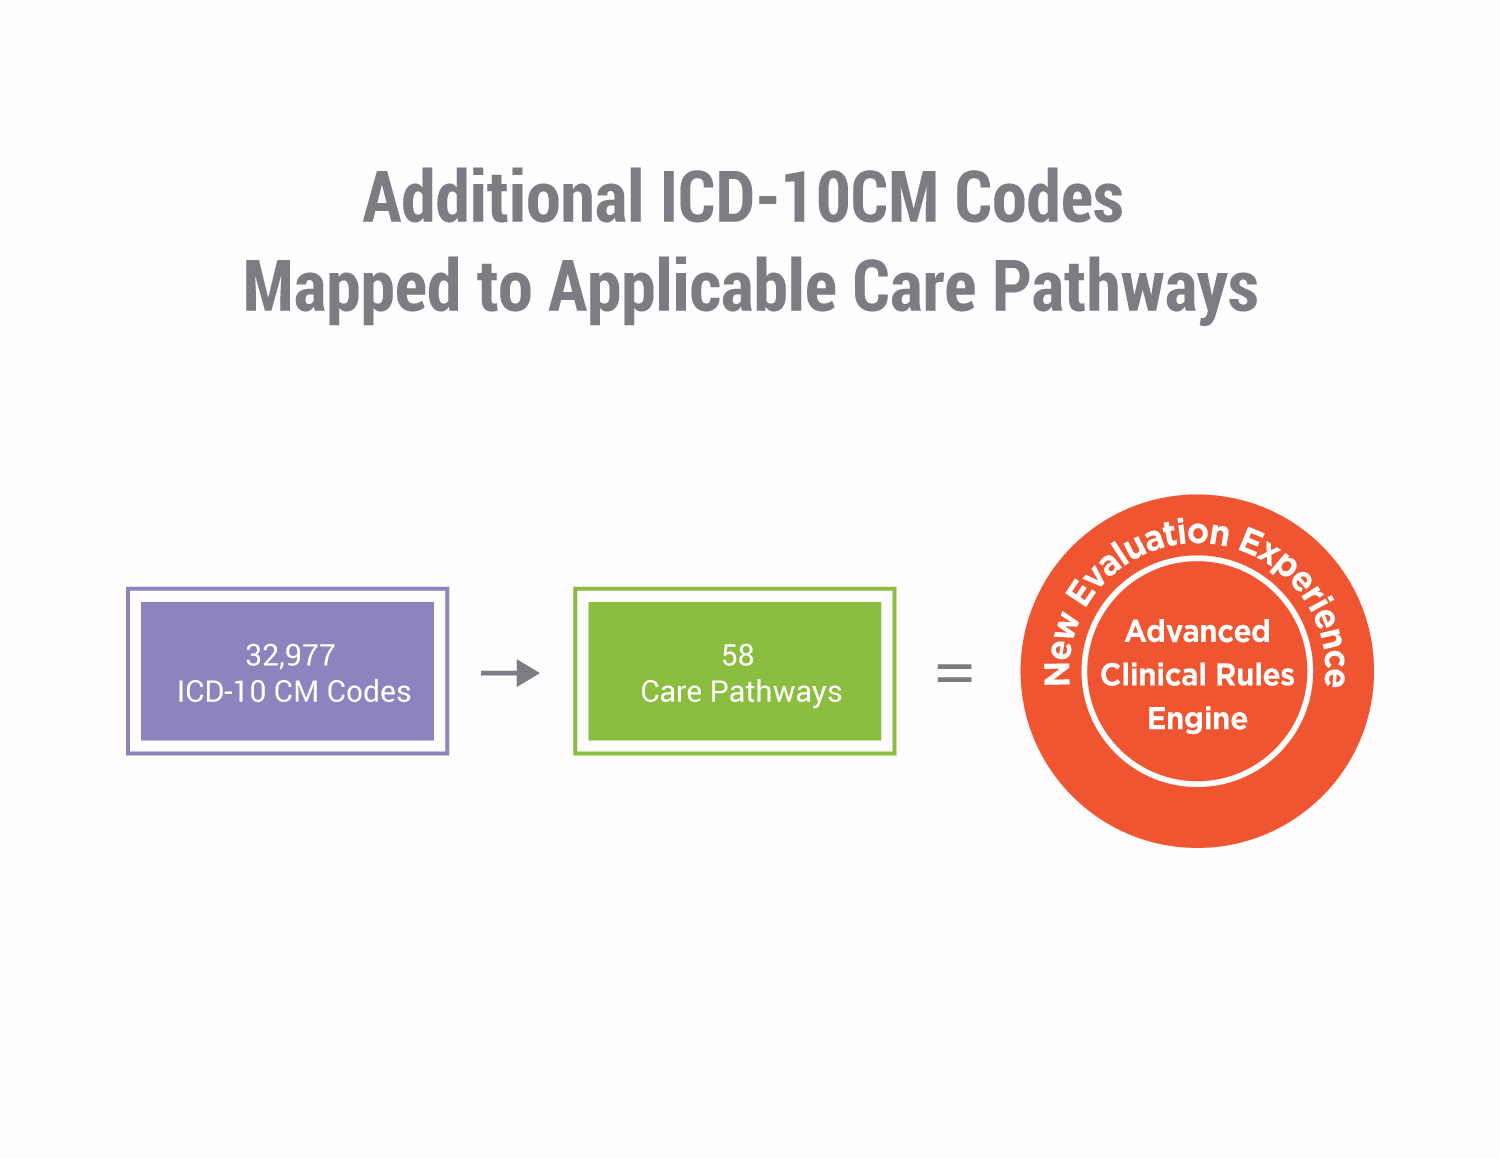 Additional ICD-10CM Codes
Mapped to Applicable Care Pathways
32,977
ICD-10 CM Codes
58
Care Pathways
=
New Evaluation Experience
Advanced
Clinical Rules
Engine